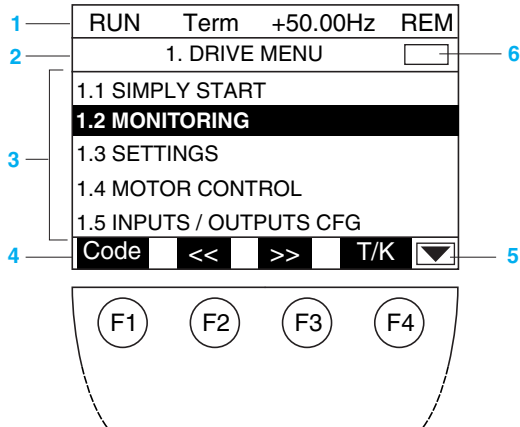 1 RUN Term +50.00Hz REM
2 1. DRIVE MENU 6
1.1 SIMPLY START
1.2 MONITORING
3 1.3 SETTINGS
1.4 MOTOR CONTROL
1.5 INPUTS / OUTPUTS CFG
4 Code << >> T/K 5
F1 F2 F3 F4